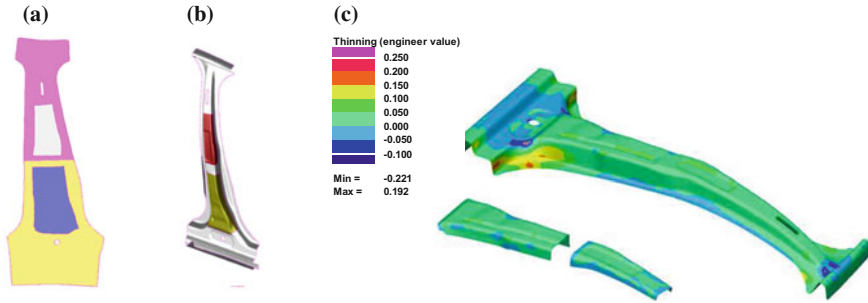 (a)
(b)
(c)
Thinning (engineer value)
0.250
0.200
0.150
0.100
0.050
0.000
-0.050
-0.100
Min = -0.221
Max = 0.192